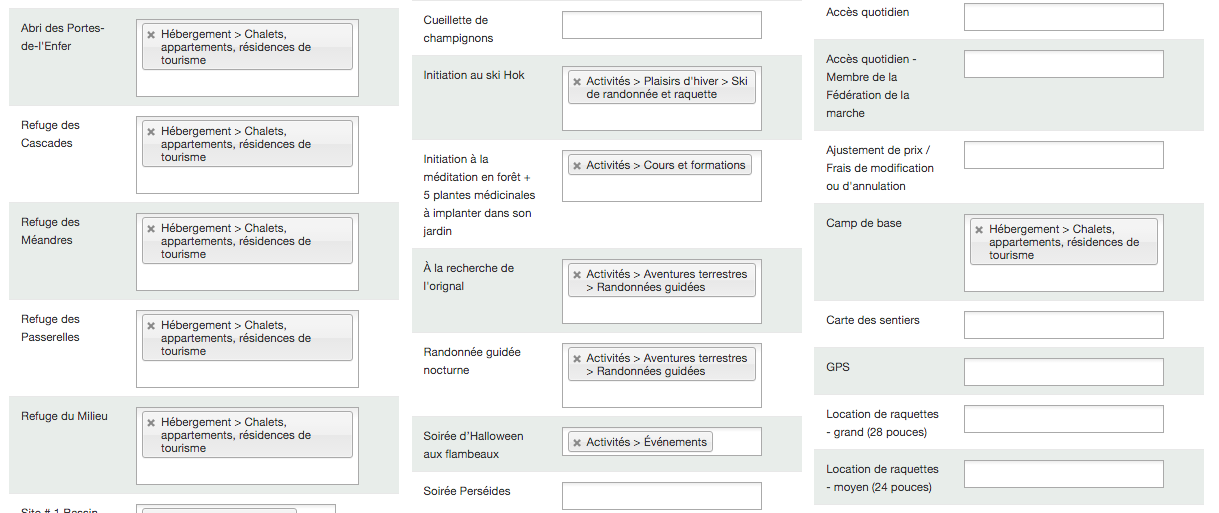 Abri des Portes-
de-l'Enfer
× Hébergement > Chalets,
appartements, résidences de
tourisme
Refuge des
Cascades
× Hébergement > Chalets,
appartements, résidences de
tourisme
Refuge des
Méandres
× Hébergement > Chalets,
appartements, résidences de
tourisme
Refuge des
Passerelles
× Hébergement > Chalets,
appartements, résidences de
tourisme
Refuge du Milieu
× Hébergement > Chalets,
appartements, résidences de
tourisme
Site # 1 Bassin
Cueillette de
champignons
Initiation au ski Hok
× Activités > Plaisirs d'hiver > Ski
de randonnée et raquette
Initiation à la
méditation en forêt +
5 plantes médicinales
à implanter dans son
jardin
× Activités > Cours et formations
À la recherche de
l'orignal
× Activités > Aventures terrestres
> Randonnées guidées
Randonnée guidée
nocturne
× Activités > Aventures terrestres
> Randonnées guidées
Soirée d’Halloween
aux flambeaux
× Activités > Événements
Soirée Perséides
Accès quotidien
Accès quotidien -
Membre de la
Fédération de la
marche
Ajustement de prix /
Frais de modification
ou d'annulation
Camp de base
× Hébergement > Chalets,
appartements, résidences de
tourisme
Carte des sentiers
GPS
Location de raquettes
- grand (28 pouces)
Location de raquettes
- moyen (24 pouces)